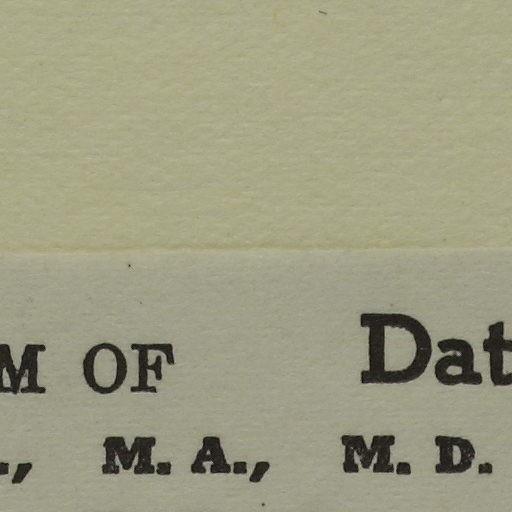 M OF Dat
., M. A., M. D.